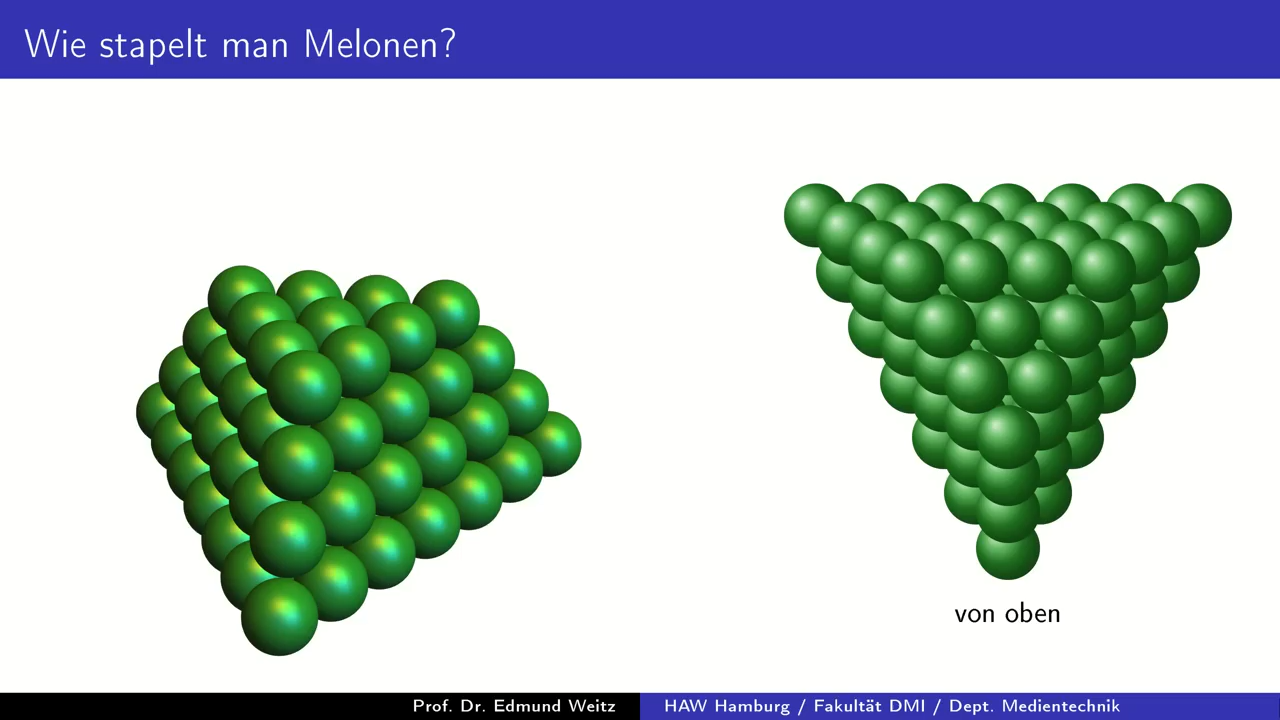 Wie stapelt man Melonen?
von oben
Prof. Dr. Edmund Weitz
HAW Hamburg / Fakultät DMI / Dept. Medientechnik